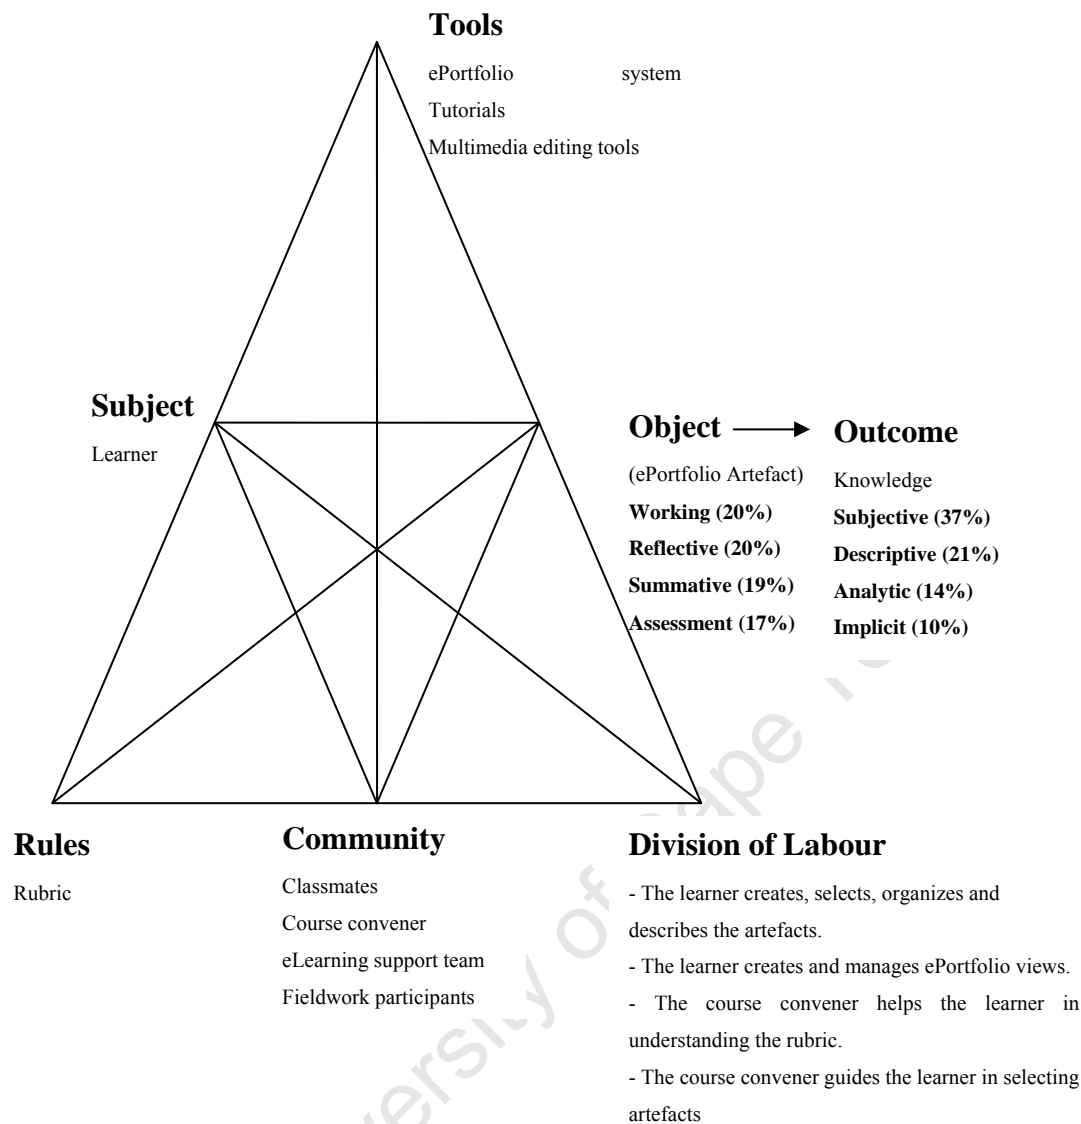 Tools
ePortfolio system
Tutorials
Multimedia editing tools
Subject
Learner
Object
(ePortfolio Artefact)
Working (20%)
Reflective (20%)
Summative (19%)
Assessment (17%)
Outcome
Knowledge
Subjective (37%)
Descriptive (21%)
Analytic (14%)
Implicit (10%)
Rules
Rubric
Community
Classmates
Course convener
eLearning support team
Fieldwork participants
Division of Labour
- The learner creates, selects, organizes and
describes the artefacts.
- The learner creates and manages ePortfolio views.
- The course convener helps the learner in
understanding the rubric.
- The course convener guides the learner in selecting
artefacts